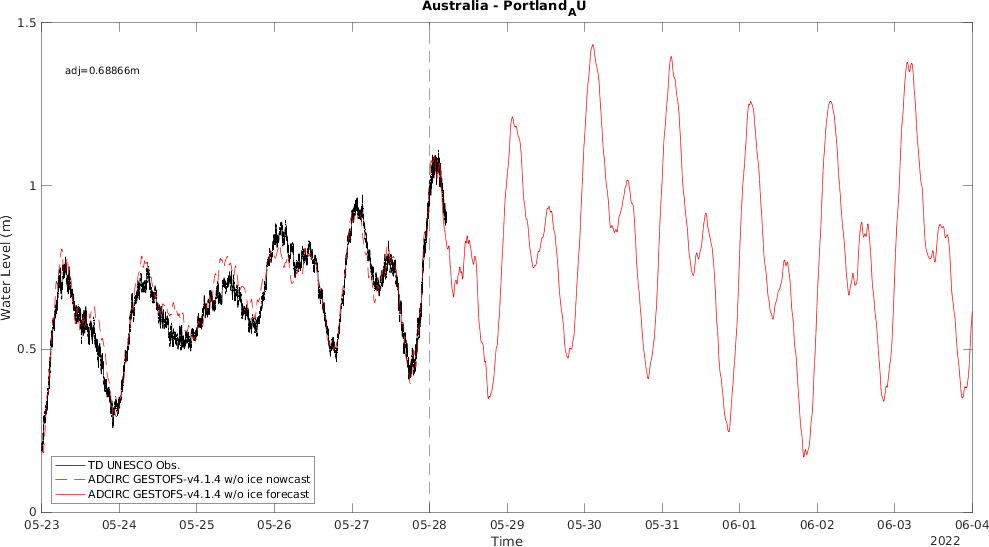 Australia - Portland_AU
1.5
adj=0.68866m
1
Water Level (m)
0.5
TD UNESCO Obs.
ADCIRC GESTOFS-v4.1.4 w/o ice nowcast
ADCIRC GESTOFS-v4.1.4 w/o ice forecast
0
05-23 05-24 05-25 05-26 05-27 05-28 05-29 05-30 05-31 06-01 06-02 06-03 06-04
Time
2022